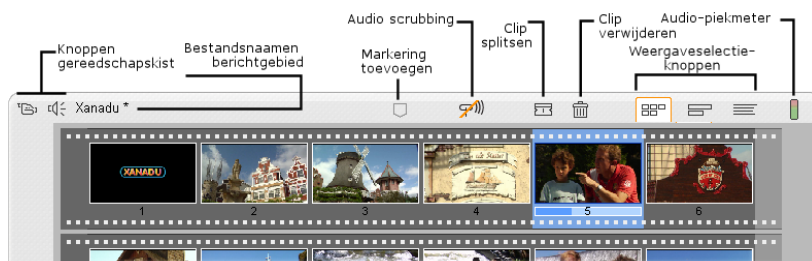 Knoppen
gereedschapskist
Bestandsnaamen
berichtgebied
Audio scrubbing
Markering
toevoegen
Clip
splitsen
Clip
verwijderen
Audio-piekmeter
Weergaveselectie-
knoppen
Xanadu *
XANADU
1
2
3
4
5
6